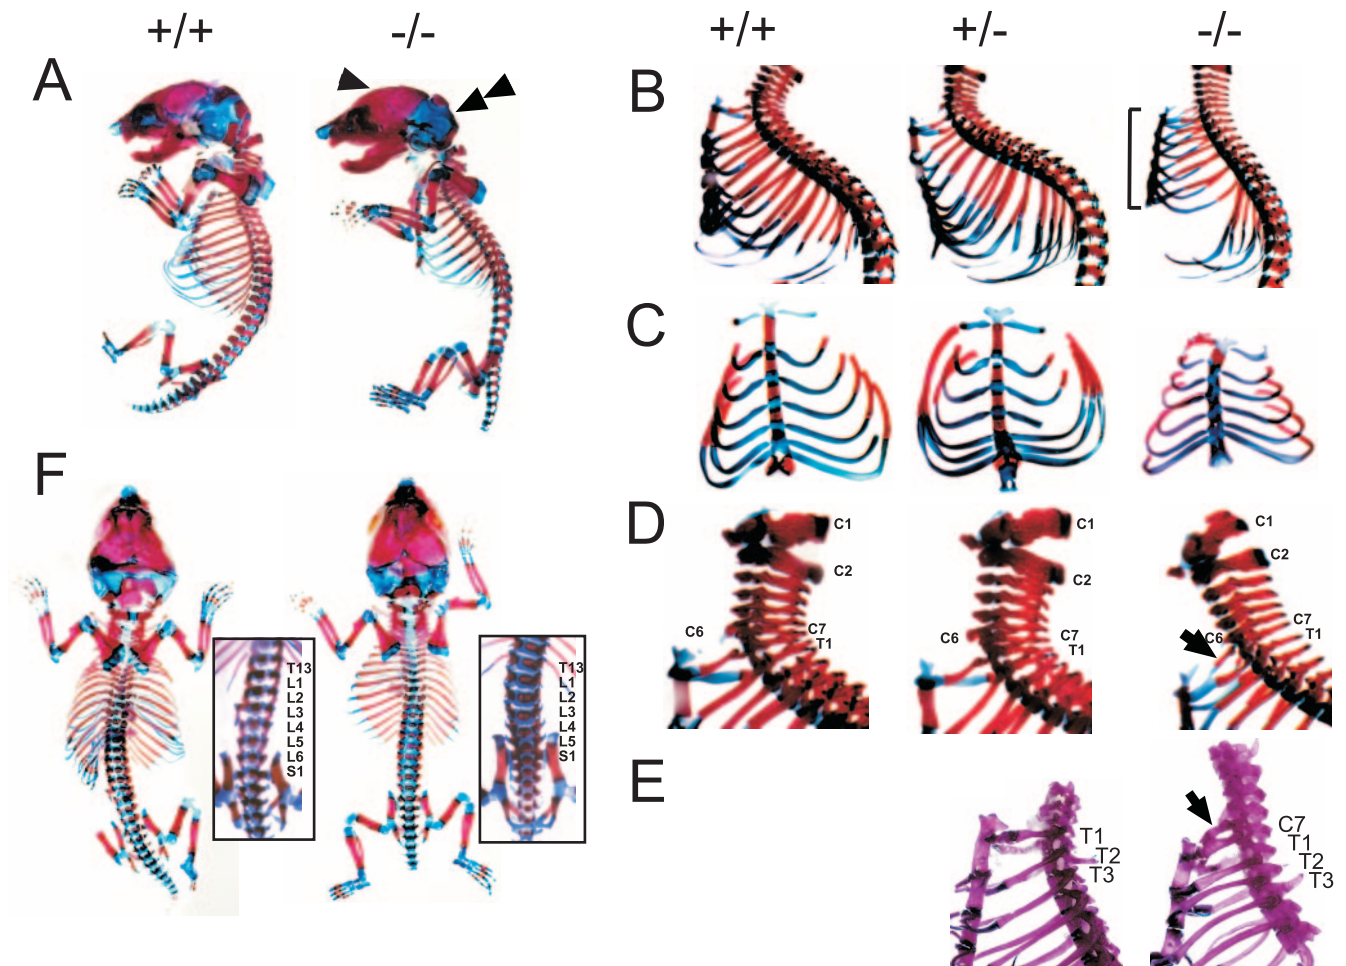 +/+
-/-
+/+
+/-
-/-
A
B
C
F
T13
L1
L2
L3
L4
L5
L6
S1
T13
L1
L2
L3
L4
L5
S1
D
C1
C2
C6
C7
T1
C1
C2
C6
C7
T1
C1
C2
C6
C7
T1
E
T1
T2
T3
C7
T1
T2
T3